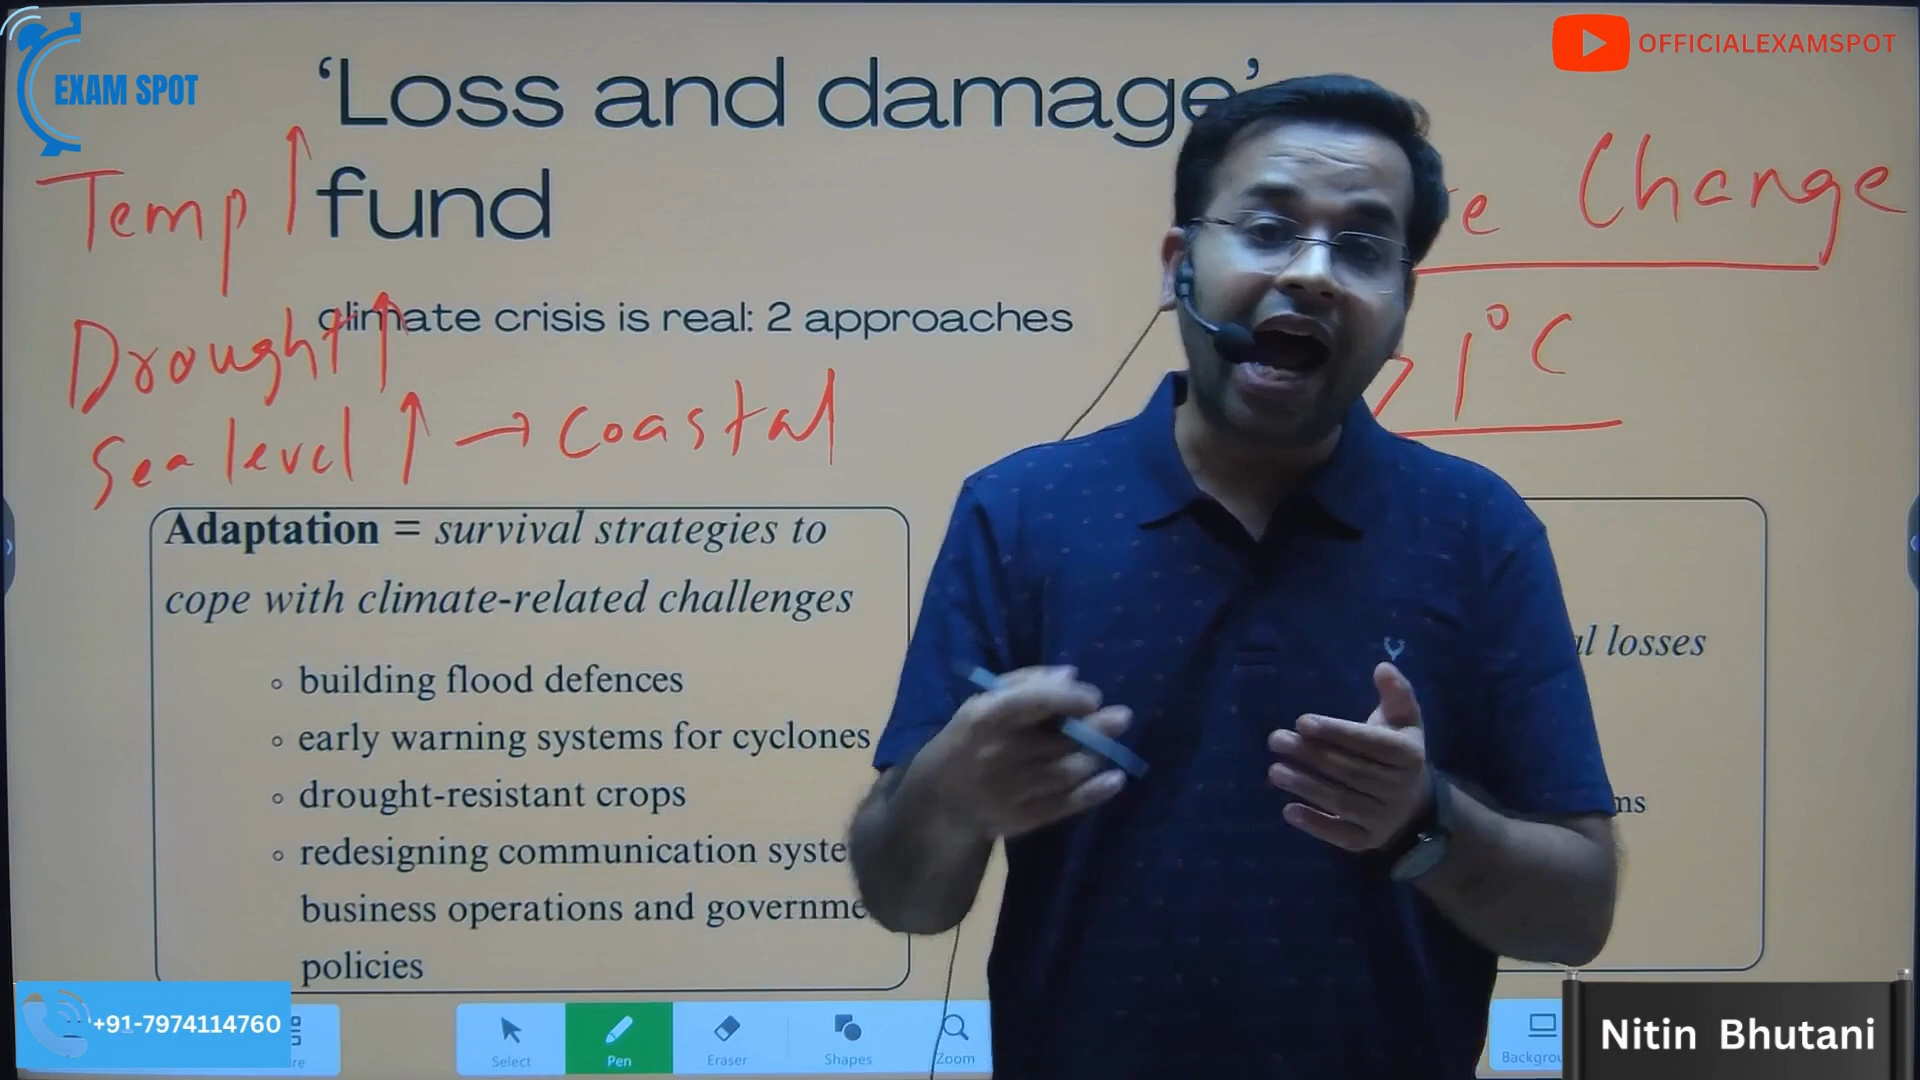 EXAM SPOT
OFFICIALEXAMSPOT
'Loss and damage'
fund
Temp ↑
Change
climate crisis is real: 2 approaches
Drought ↑
1°C
Sea level ↑ → Coastal
Adaptation = survival strategies to
cope with climate-related challenges
building flood defences
early warning systems for cyclones
drought-resistant crops
redesigning communication syste
business operations and governme
policies
losses
+91-7974114760
Select
Pen
Eraser
Shapes
Zoom
Backgrou
Nitin Bhutani